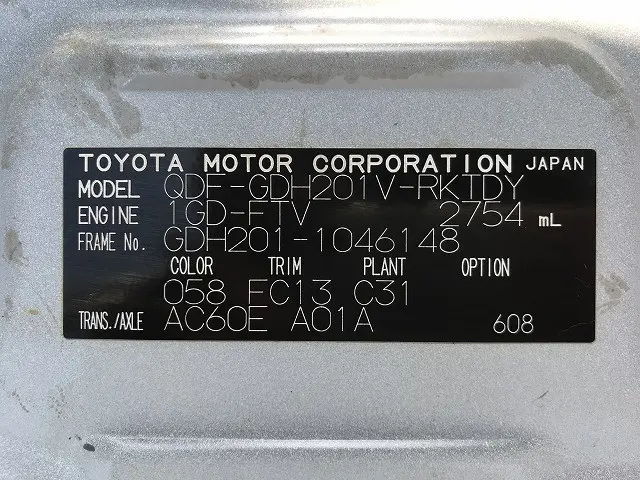 TOYOTA MOTOR CORPORATION JAPAN
MODEL QDF-GDH201V-RKTDY
ENGINE 1GD-FTV 2754 mL
FRAME No. GDH201-1046148
COLOR TRIM PLANT OPTION
058 FC13 C31
TRANS./AXLE AC60E A01A 608